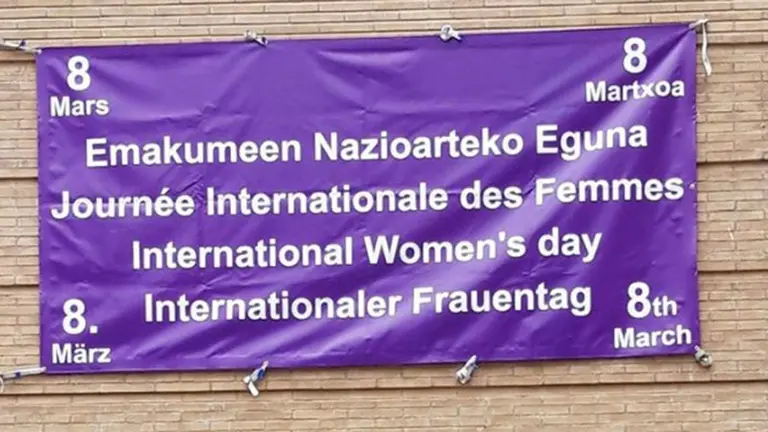 8
Mars
8
Martxoa
Emakumeen Nazioarteko Eguna
Journée Internationale des Femmes
International Women's day
Internationaler Frauentag
8.
März
8th
March